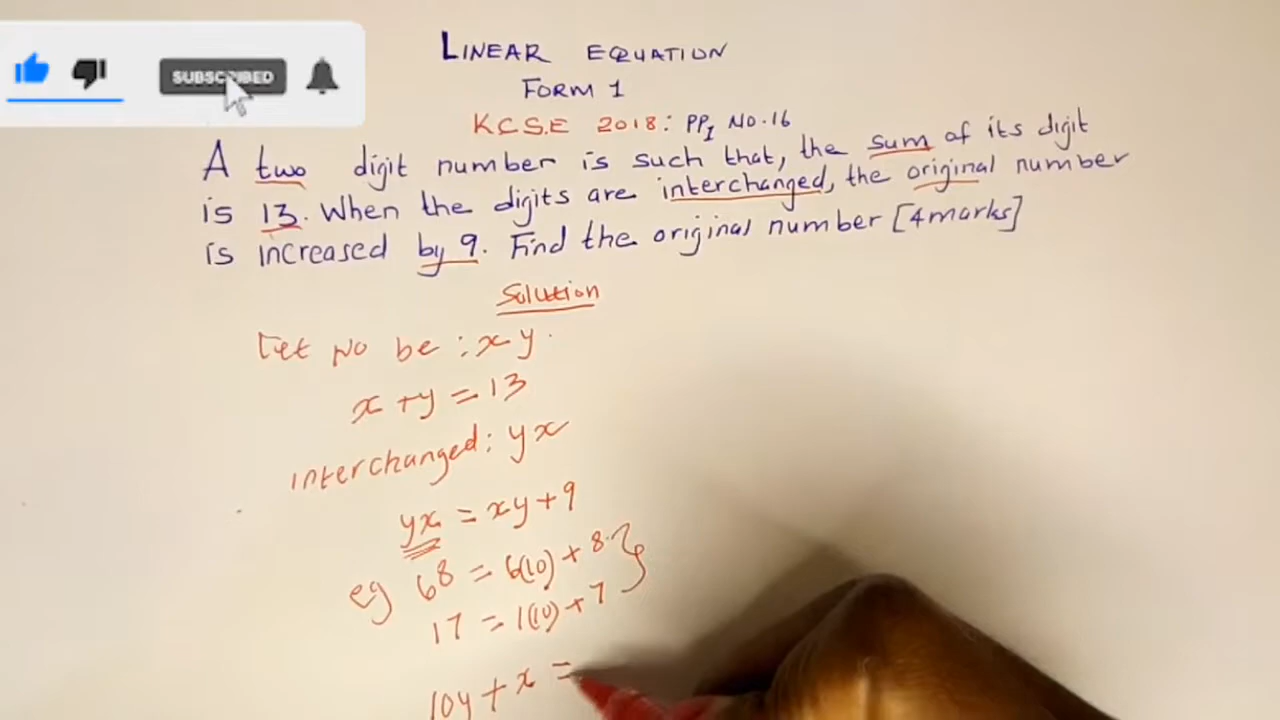 SUBSCRIBED
LINEAR EQUATION
FORM 1
K.C.S.E 2018: PP1 NO.16
A two digit number is such that, the sum of its digit
is 13. When the digits are interchanged, the original number
is increased by 9. Find the original number [4 marks]
Solution
Let No be: xy.
x + y = 13
interchanged: yx
yx = xy + 9
eg 68 = 6(10) + 8.
17 = 1(10) + 7
10y + x =